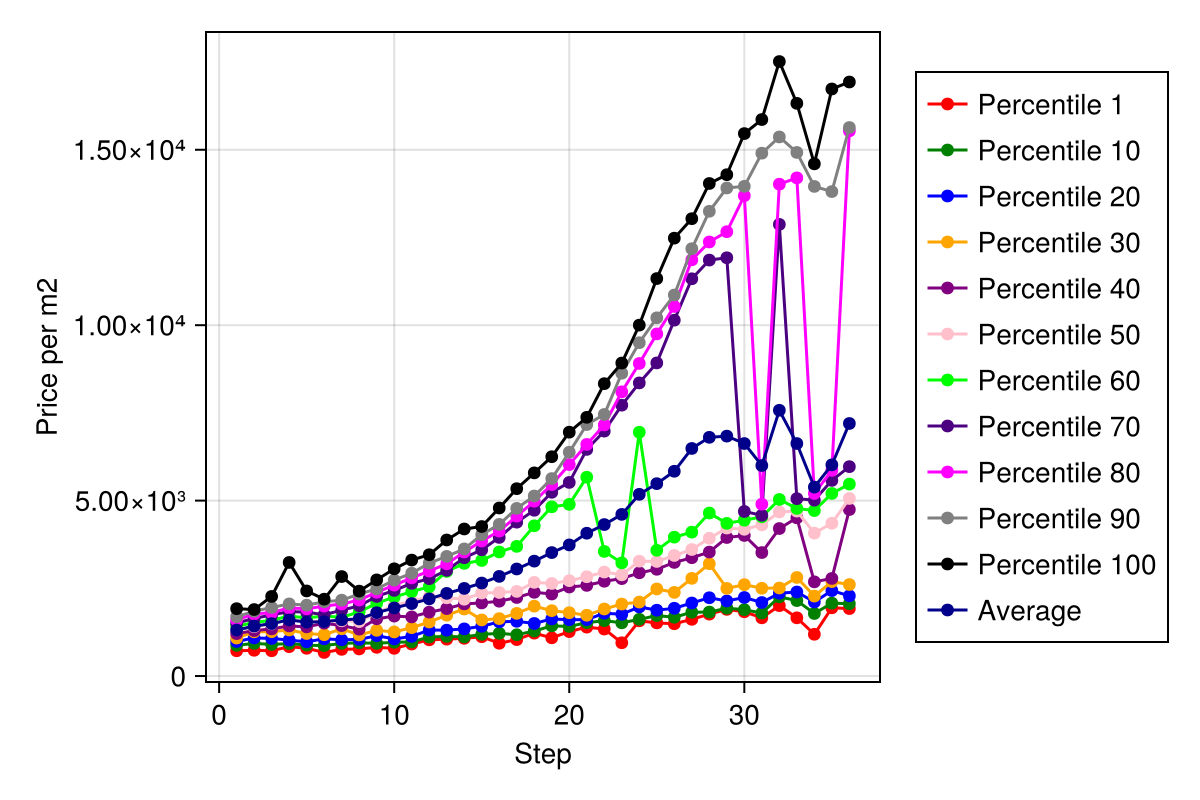 Price per m2
1.50×10⁴
1.00×10⁴
5.00×10³
0
0 10 20 30
Step
Percentile 1
Percentile 10
Percentile 20
Percentile 30
Percentile 40
Percentile 50
Percentile 60
Percentile 70
Percentile 80
Percentile 90
Percentile 100
Average